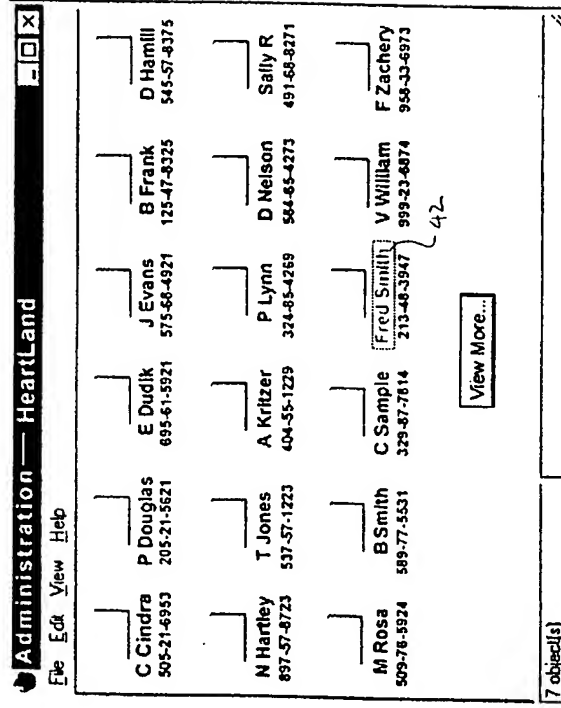 Administration — HeartLand
File Edit View Help
C Cindra P Douglas E Dudik J Evans B Frank D Hamill
505-21-6953 205-21-5621 695-61-5921 575-68-4921 125-47-8325 545-57-8375
N Hartley T Jones A Kritzer P Lynn D Nelson Sally R
897-57-8723 537-57-1223 404-55-1229 324-85-4269 584-65-4273 491-68-8271
M Rosa B Smith C Sample Fred Smith V William F Zachery
509-76-5924 589-77-5531 329-87-7814 213-48-3947 999-23-6874 958-33-6973
42
View More...
7 object(s)